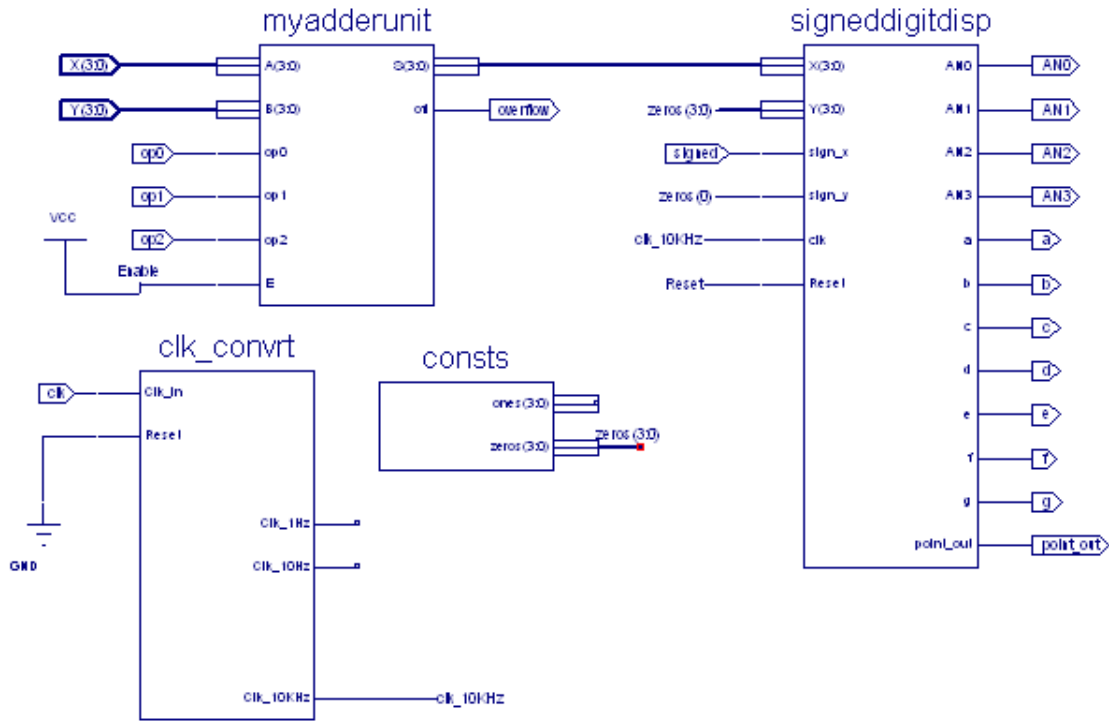 myadderunit
signeddigitdisp
X(3:0)
A(3:0)
S(3:0)
X(3:0)
AN0
AN0
Y(3:0)
B(3:0)
ofl
overflow
zeros(3:0)
Y(3:0)
AN1
AN1
op0
op0
signed
sign_x
AN2
AN2
op1
op1
zeros(0)
sign_y
AN3
AN3
vcc
op2
op2
clk_10KHz
clk
a
a
Enable
E
Reset
Reset
b
b
clk_convrt
consts
c
c
clk
Clk_in
ones(3:0)
d
d
Reset
zeros(3:0)
zeros(3:0)
e
e
f
f
g
g
Clk_1Hz
point_out
point_out
GND
Clk_10Hz
Clk_10KHz
clk_10KHz